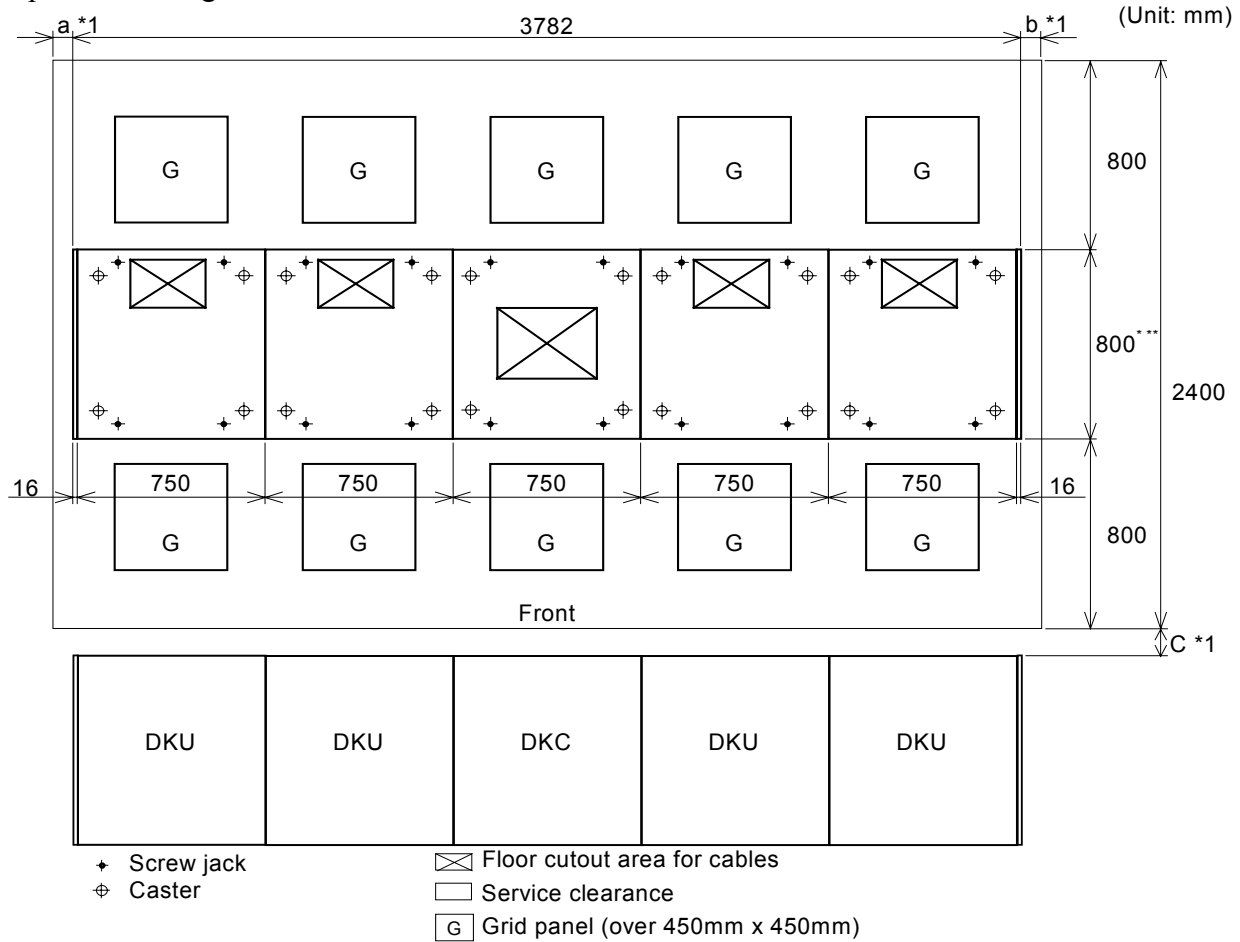 (Unit: mm)
a *1
3782
b *1
G G G G G
800
800* **
2400
16 750 750 750 750 750 16
G G G G G
800
Front
C *1
DKU DKU DKC DKU DKU
Screw jack
Caster
Floor cutout area for cables
Service clearance
G Grid panel (over 450mm x 450mm)